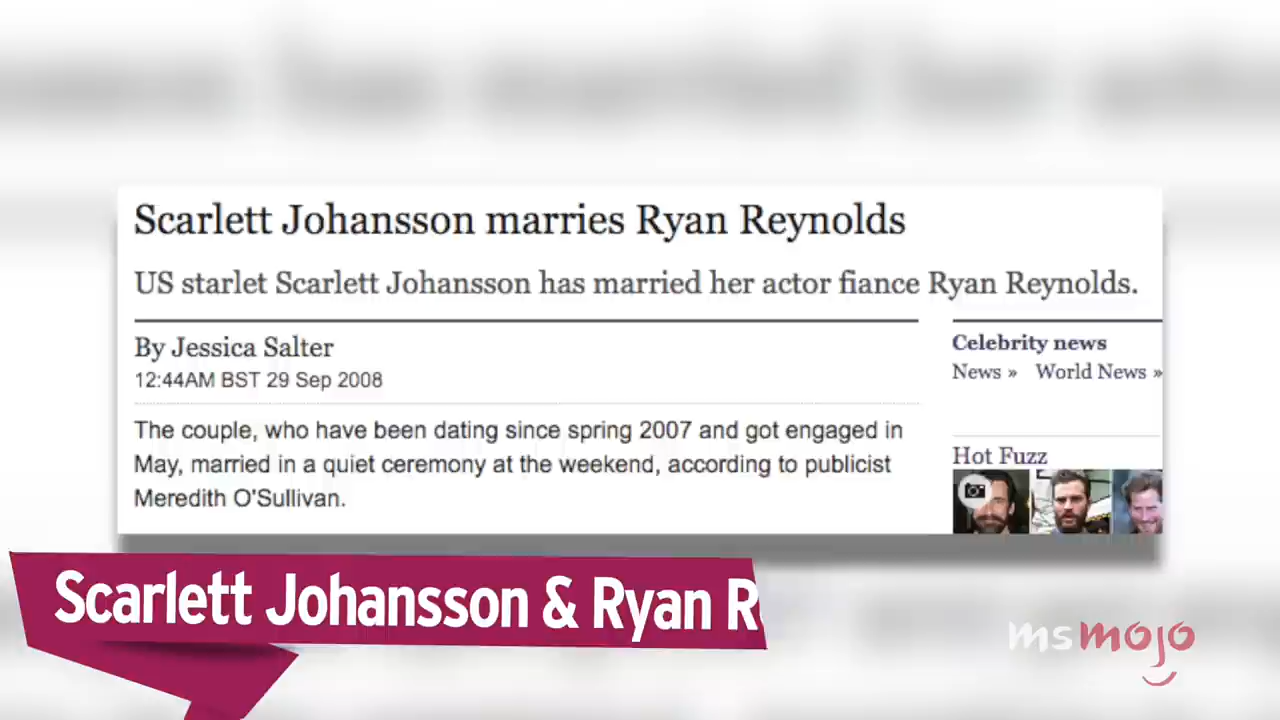 Scarlett Johansson marries Ryan Reynolds
US starlet Scarlett Johansson has married her actor fiance Ryan Reynolds.
By Jessica Salter
12:44AM BST 29 Sep 2008
The couple, who have been dating since spring 2007 and got engaged in
May, married in a quiet ceremony at the weekend, according to publicist
Meredith O'Sullivan.
Celebrity news
News » World News »
Hot Fuzz
Scarlett Johansson & Ryan R
msmojo